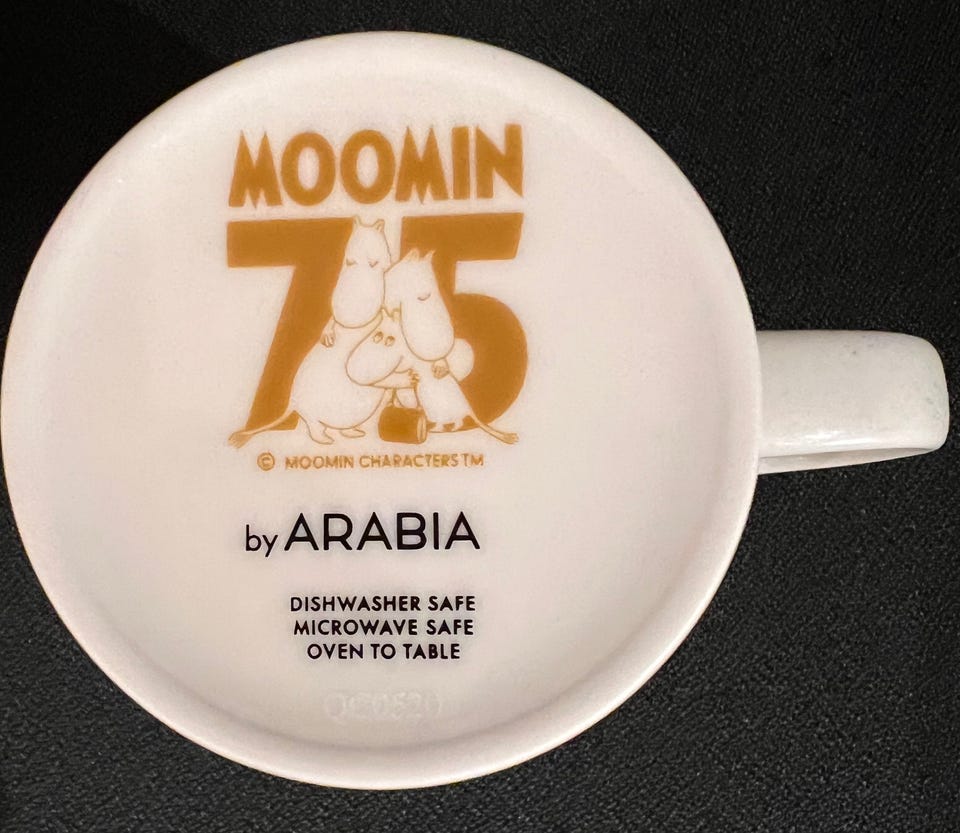 MOOMIN
75
© MOOMIN CHARACTERS TM
by ARABIA
DISHWASHER SAFE
MICROWAVE SAFE
OVEN TO TABLE